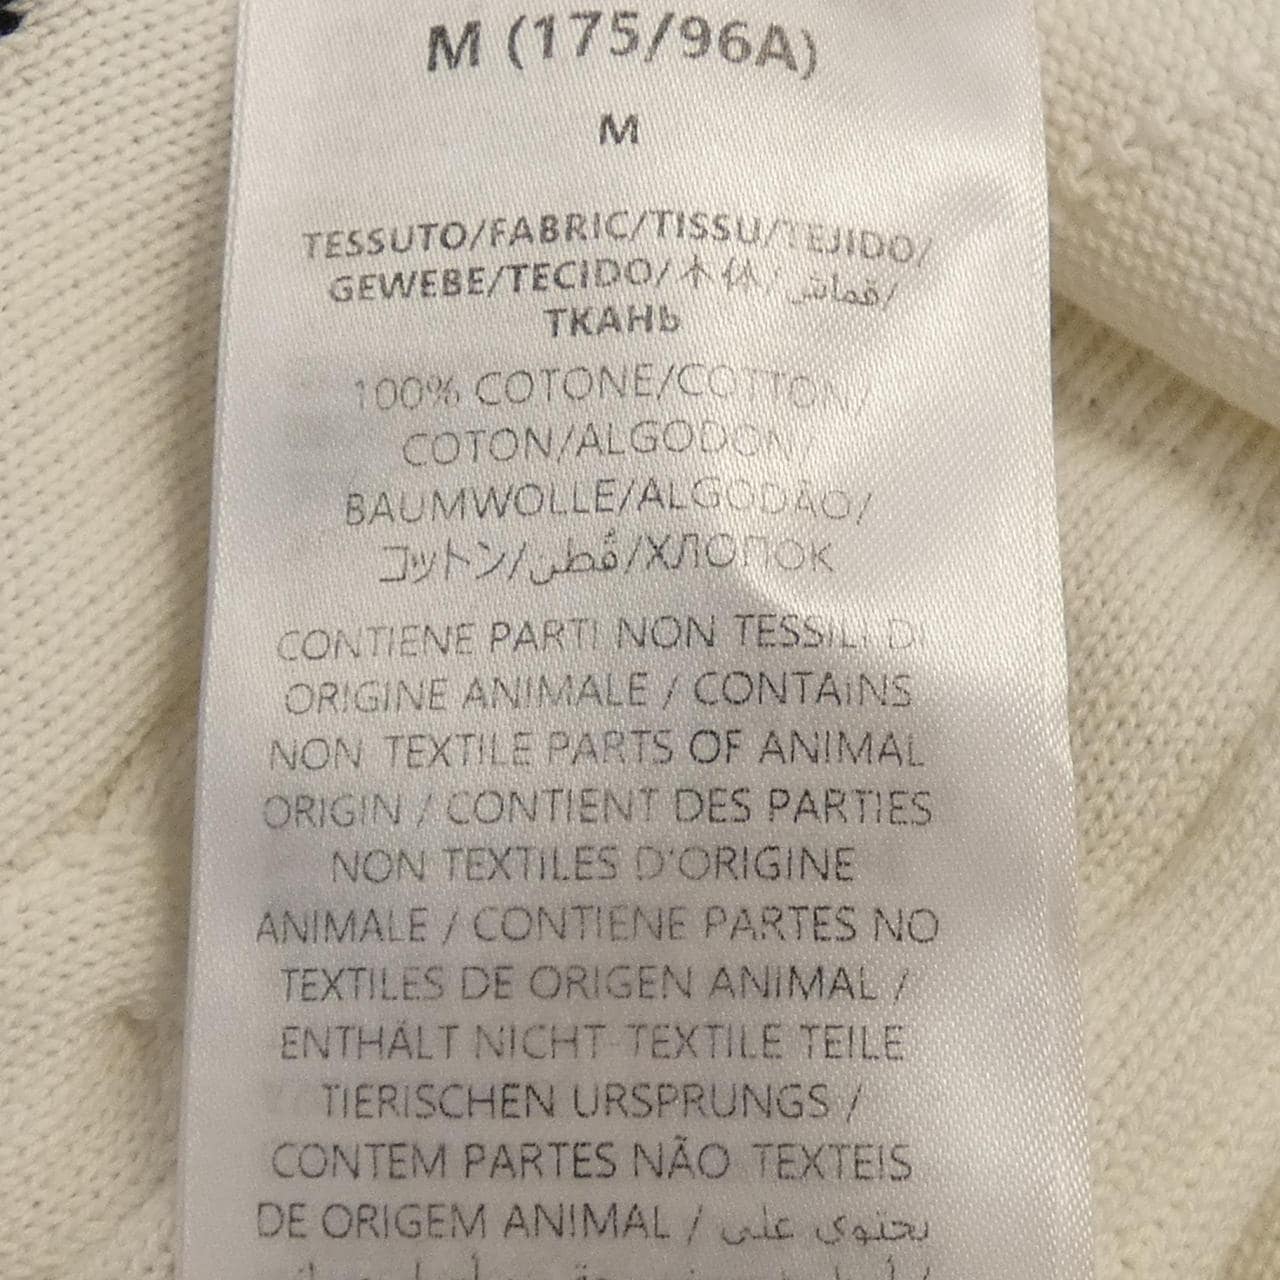 M (175/96A)
M
TESSUTO/FABRIC/TISSU/TEJIDO/
GEWEBE/TECIDO/本体/قماش/
ТКАНЬ
100% COTONE/COTTON/
COTON/ALGODON/
BAUMWOLLE/ALGODÃO/
コットン/قُطن/ХЛОПОК
CONTIENE PARTI NON TESSILI DI
ORIGINE ANIMALE / CONTAINS
NON TEXTILE PARTS OF ANIMAL
ORIGIN / CONTIENT DES PARTIES
NON TEXTILES D'ORIGINE
ANIMALE / CONTIENE PARTES NO
TEXTILES DE ORIGEN ANIMAL /
ENTHÄLT NICHT-TEXTILE TEILE
TIERISCHEN URSPRUNGS /
CONTEM PARTES NÃO TEXTEIS
DE ORIGEM ANIMAL / يحتوي على